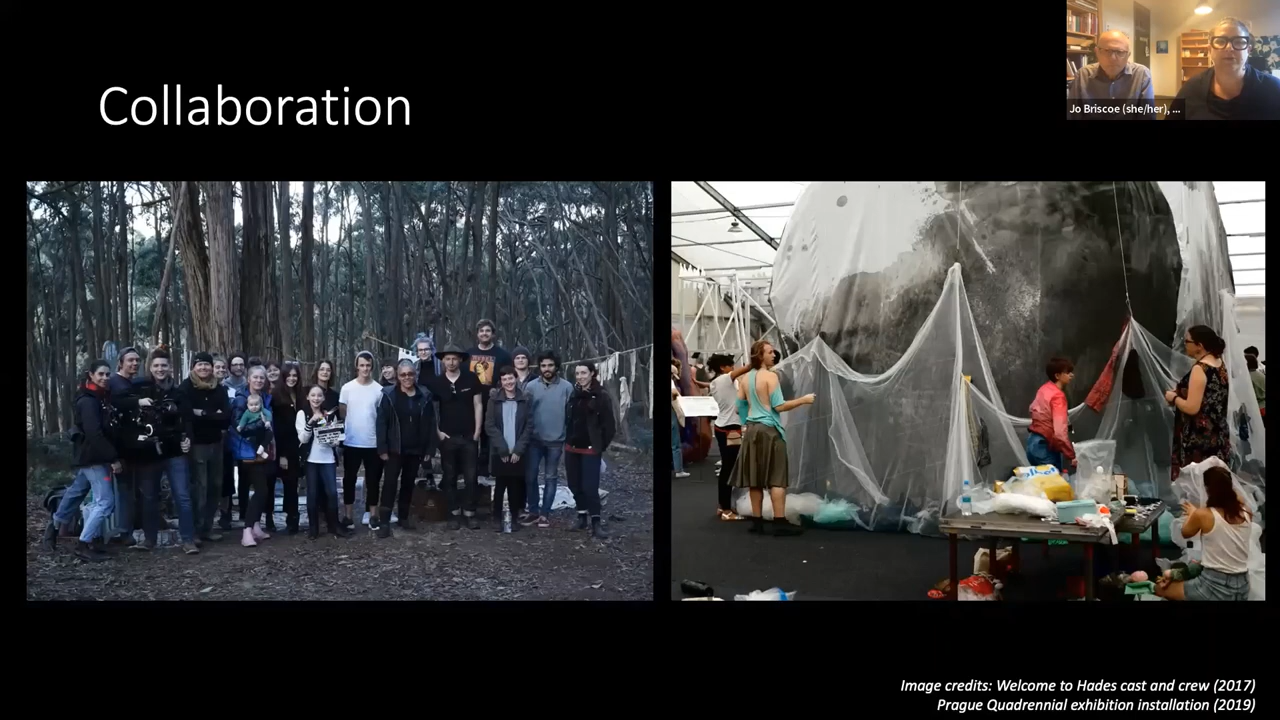 Collaboration
Jo Briscoe (she/her), ...
Image credits: Welcome to Hades cast and crew (2017)
Prague Quadrennial exhibition installation (2019)